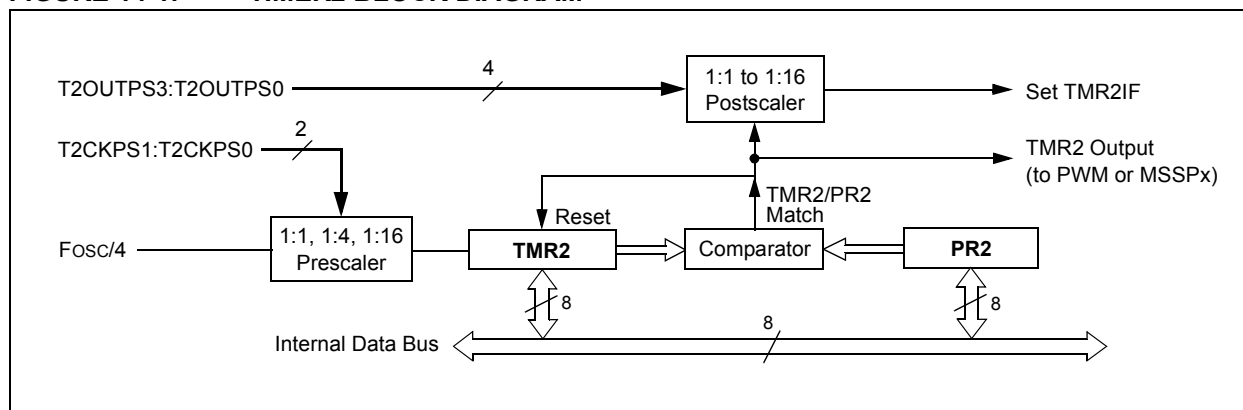 FIGURE 14-1: TIMER2 BLOCK DIAGRAM
4
1:1 to 1:16
Postscaler
T2OUTPS3:T2OUTPS0
Set TMR2IF
2
T2CKPS1:T2CKPS0
TMR2 Output
(to PWM or MSSPx)
TMR2/PR2
Match
Reset
FOSC/4
1:1, 1:4, 1:16
Prescaler
TMR2
Comparator
PR2
8
8
8
Internal Data Bus